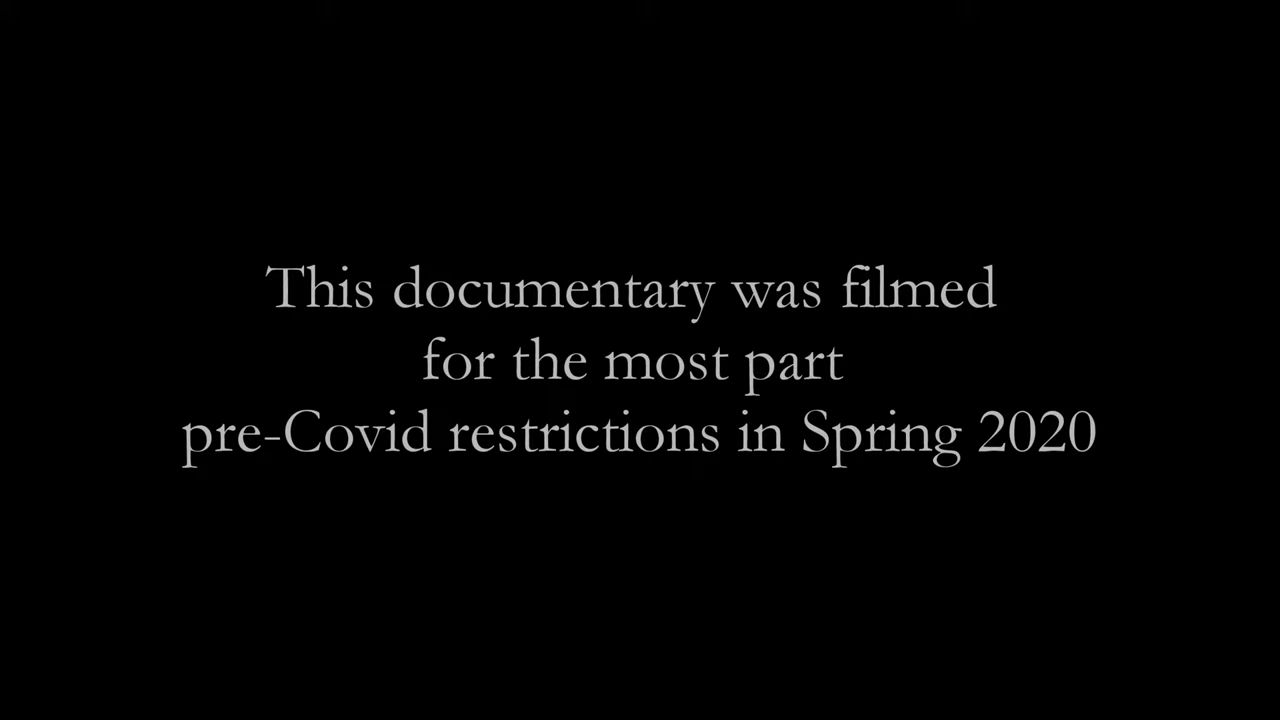 This documentary was filmed
for the most part
pre-Covid restrictions in Spring 2020